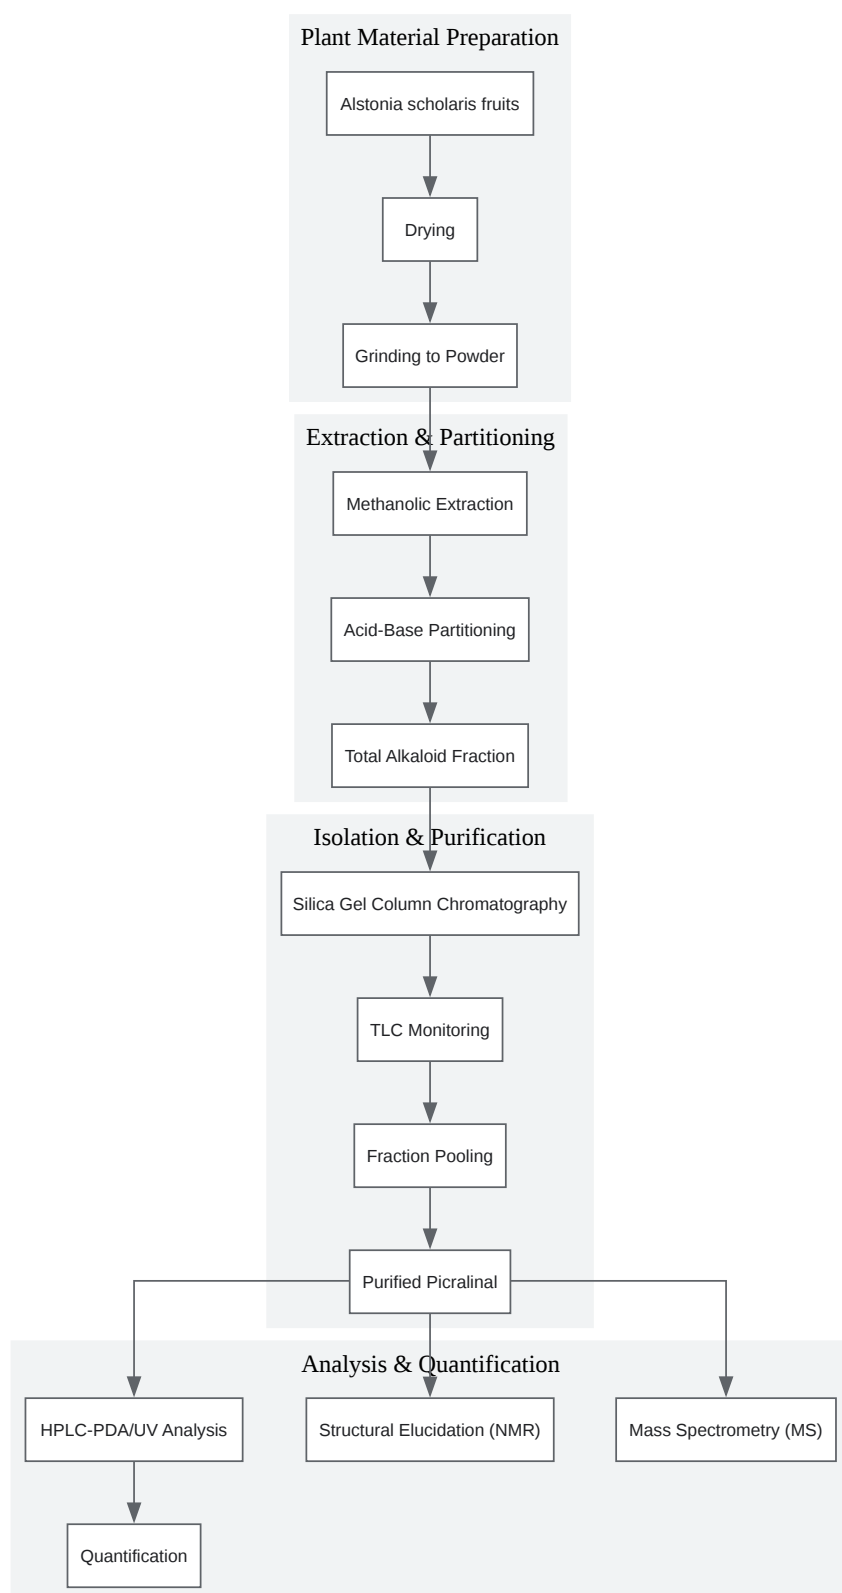 Plant Material Preparation
Alstonia scholaris fruits
Drying
Grinding to Powder
Extraction & Partitioning
Methanolic Extraction
Acid-Base Partitioning
Total Alkaloid Fraction
Isolation & Purification
Silica Gel Column Chromatography
TLC Monitoring
Fraction Pooling
Purified Picralinal
Analysis & Quantification
HPLC-PDA/UV Analysis
Structural Elucidation (NMR)
Mass Spectrometry (MS)
Quantification